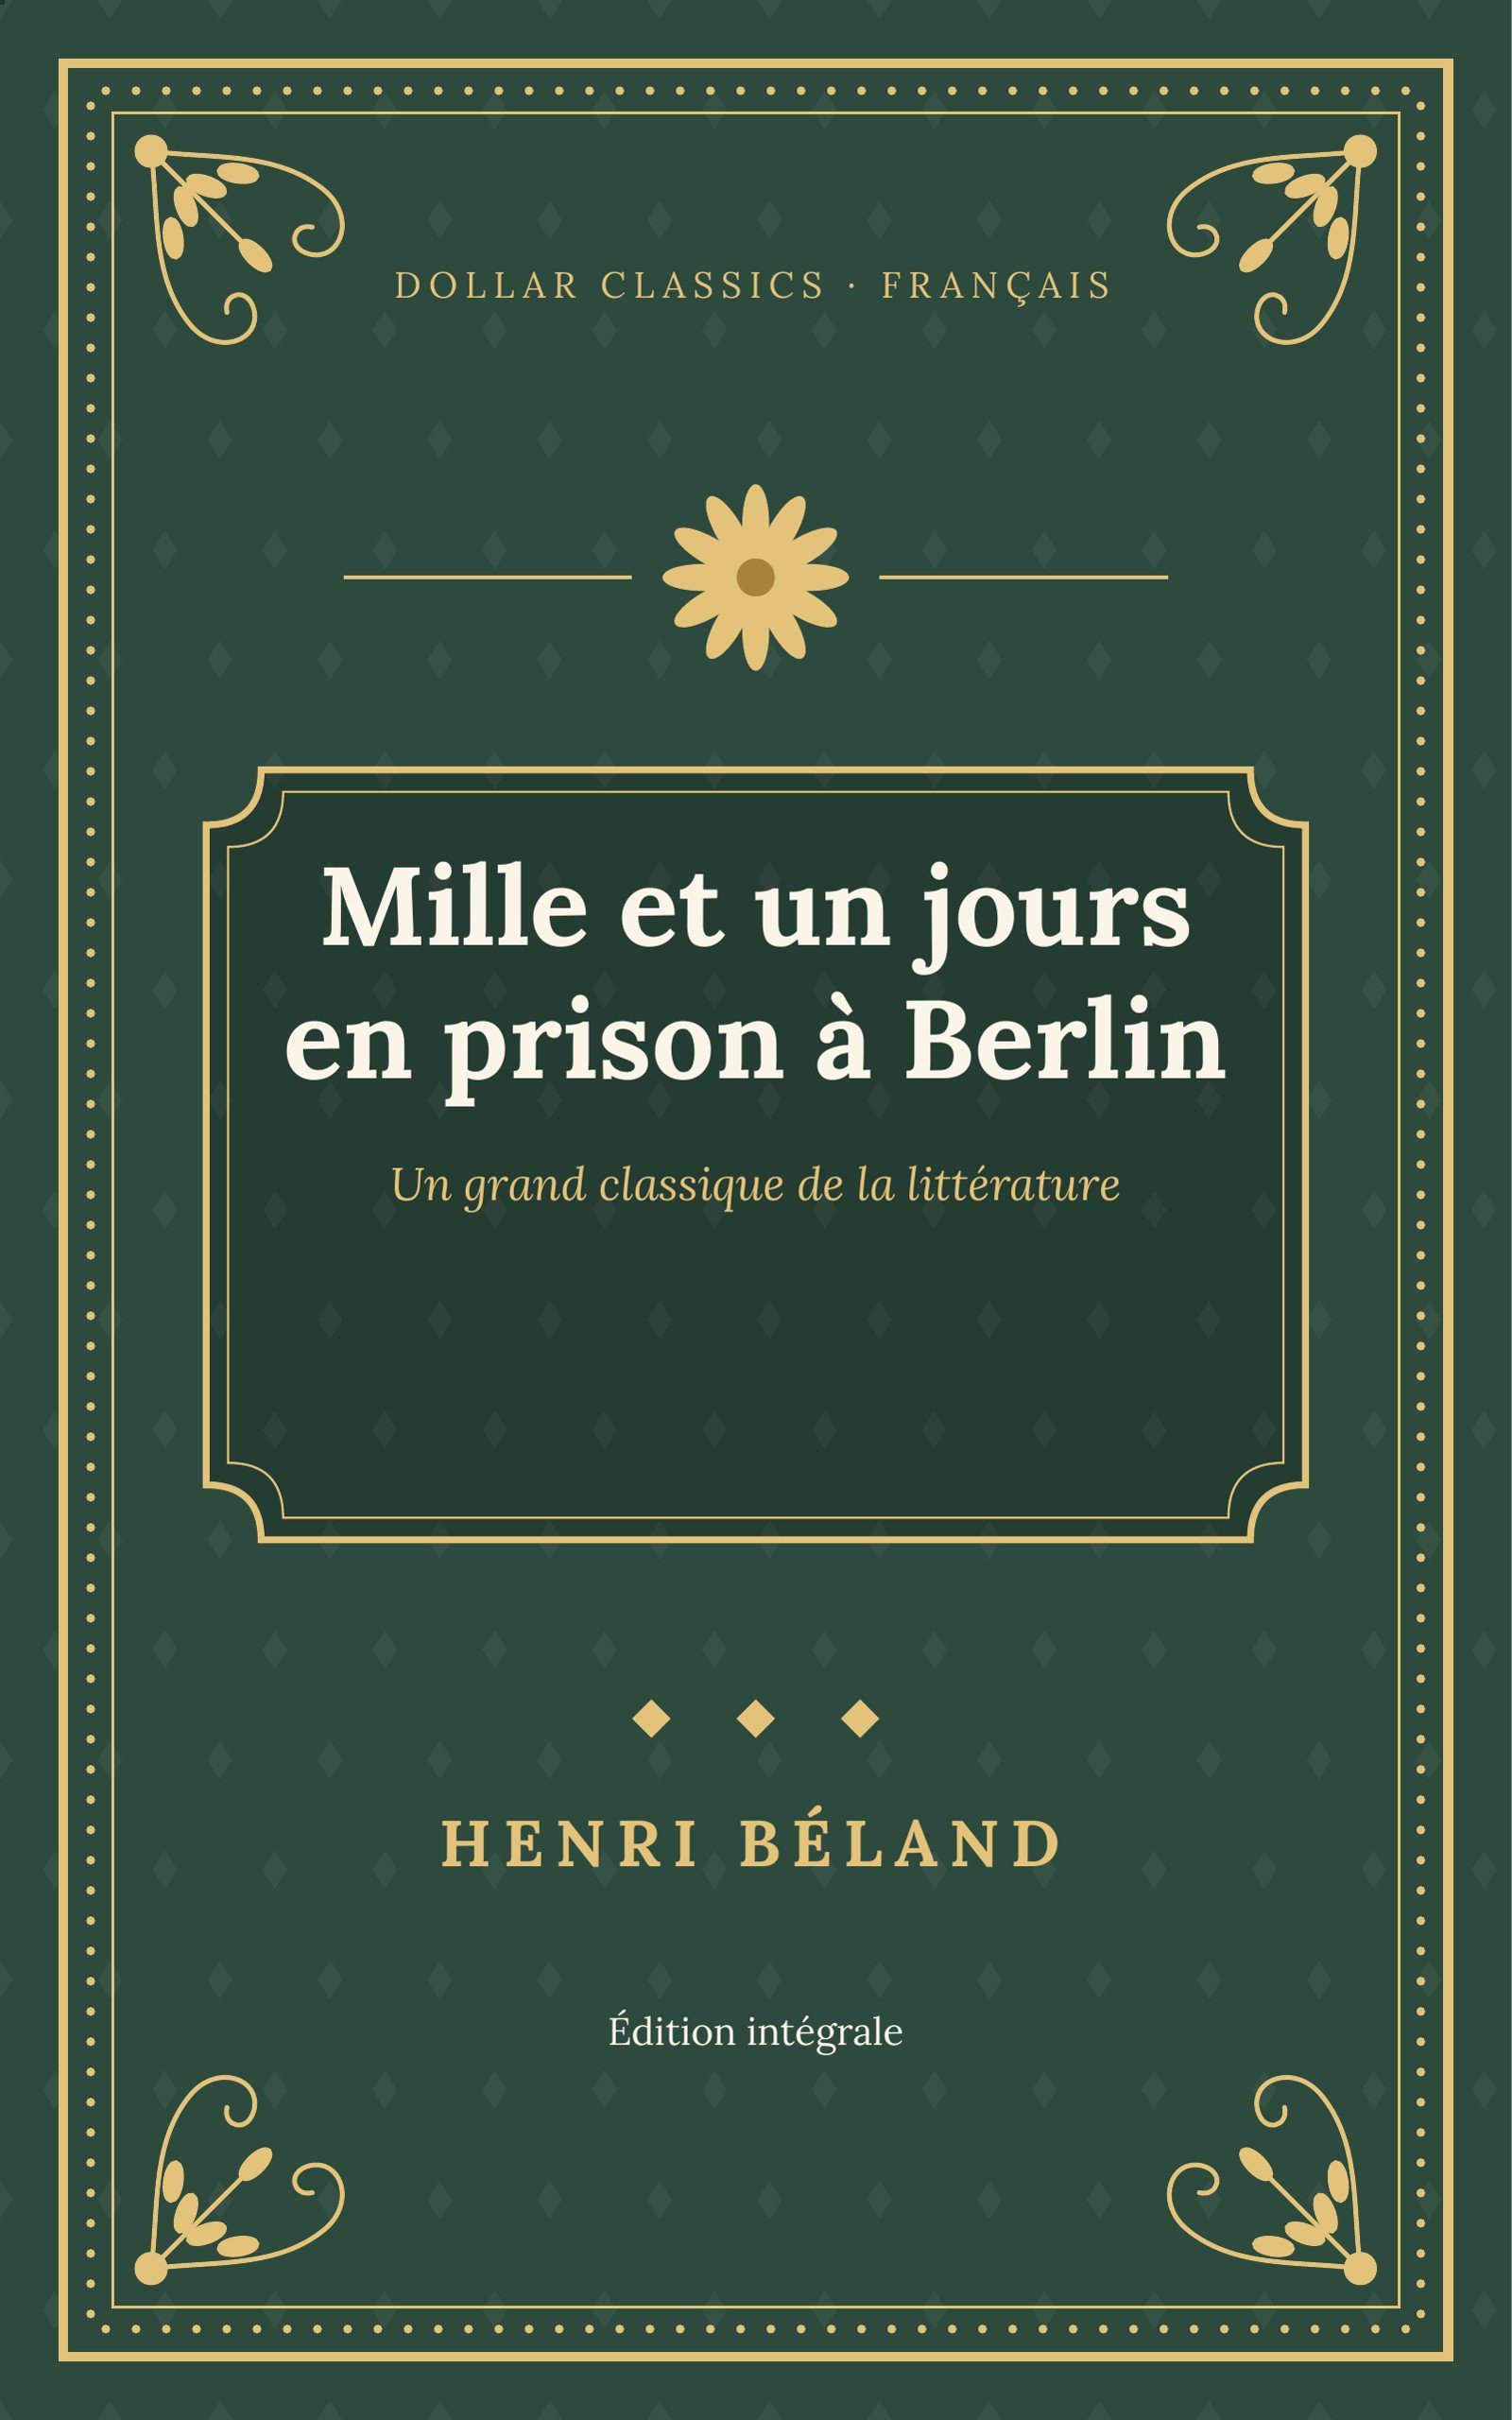 DOLLAR CLASSICS · FRANÇAIS
Mille et un jours
en prison à Berlin
Un grand classique de la littérature
HENRI BÉLAND
Édition intégrale